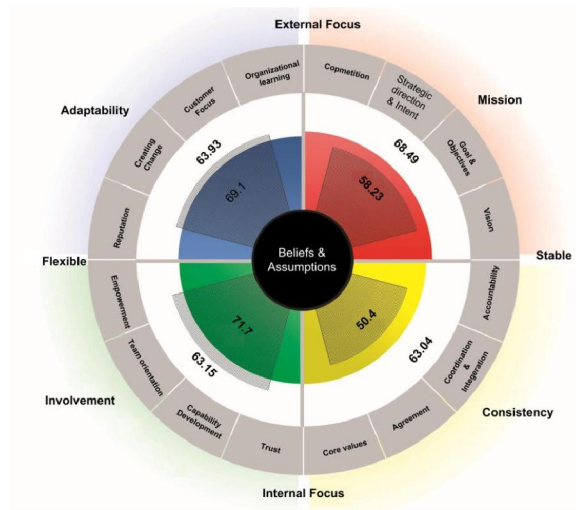 External Focus
Organizational
learning
Copmetition
Customer
Focus
Strategic
direction
& Intent
Adaptability
Mission
Creating
Change
63.93
68.49
Goal &
Objectives
69.1
58.23
Reputation
Vision
Flexible
Beliefs &
Assumptions
Stable
Empowerment
Accountability
71.7
50.4
Team orientation
63.15
63.04
Coordination
&
Integeration
Involvement
Consistency
Capability
Development
Agreement
Trust
Core values
Internal Focus